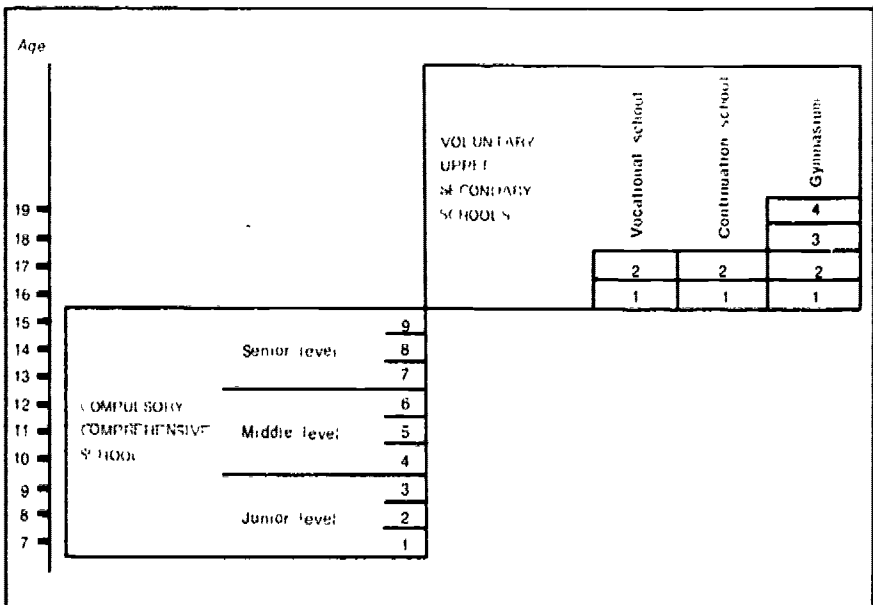 Age
VOLUNTARY
UPPER
SECONDARY
SCHOOLS
Vocational school
Continuation school
Gymnasium
19
4
18
3
17
2
2
2
16
1
1
1
15
9
14
Senior level
8
13
7
12
COMPULSORY
6
11
COMPREHENSIVE
Middle level
5
10
SCHOOL
4
9
3
8
Junior level
2
7
1